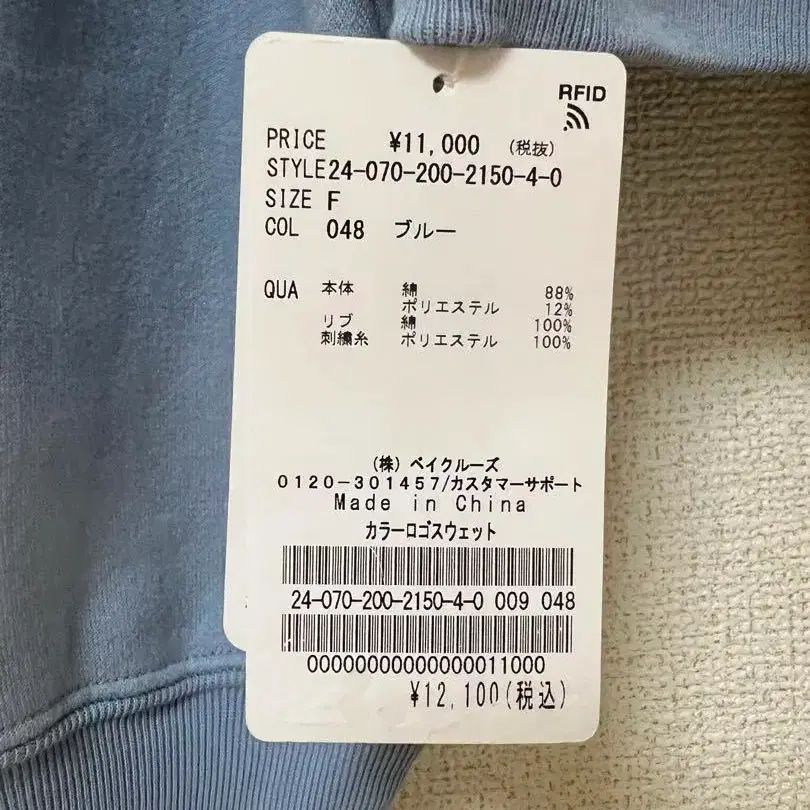 RFID
PRICE ¥11,000 (税抜)
STYLE24-070-200-2150-4-0
SIZE F
COL 048 ブルー
QUA 本体 綿 88%
ポリエステル 12%
リブ 綿 100%
刺繍糸 ポリエステル 100%
(株)ベイクルーズ
0120-301457/カスタマーサポート
Made in China
カラーロゴスウェット
24-070-200-2150-4-0 009 048
00000000000000011000
¥12,100(税込)